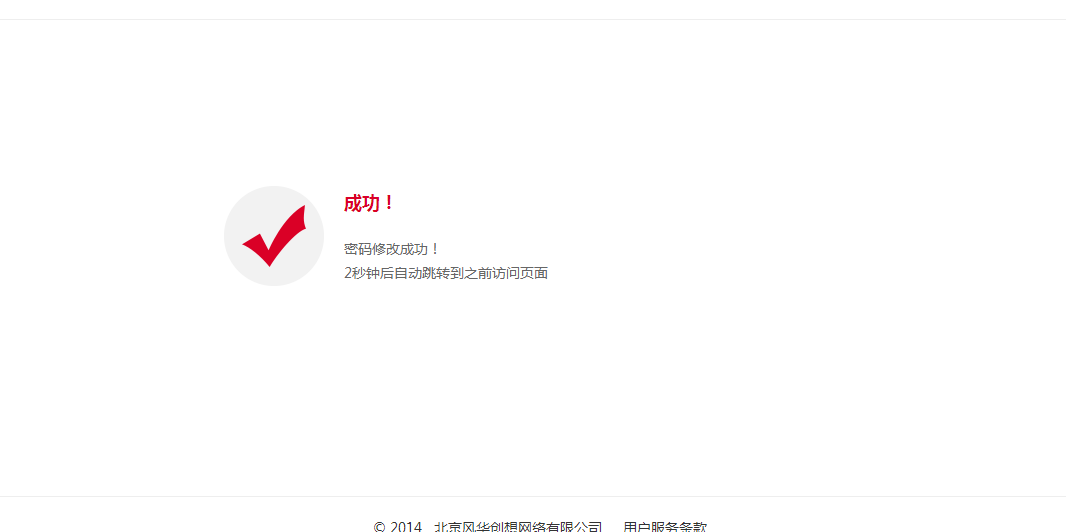 成功！
密码修改成功！
2秒钟后自动跳转到之前访问页面
© 2014 北京风华创想网络有限公司 用户服务条款